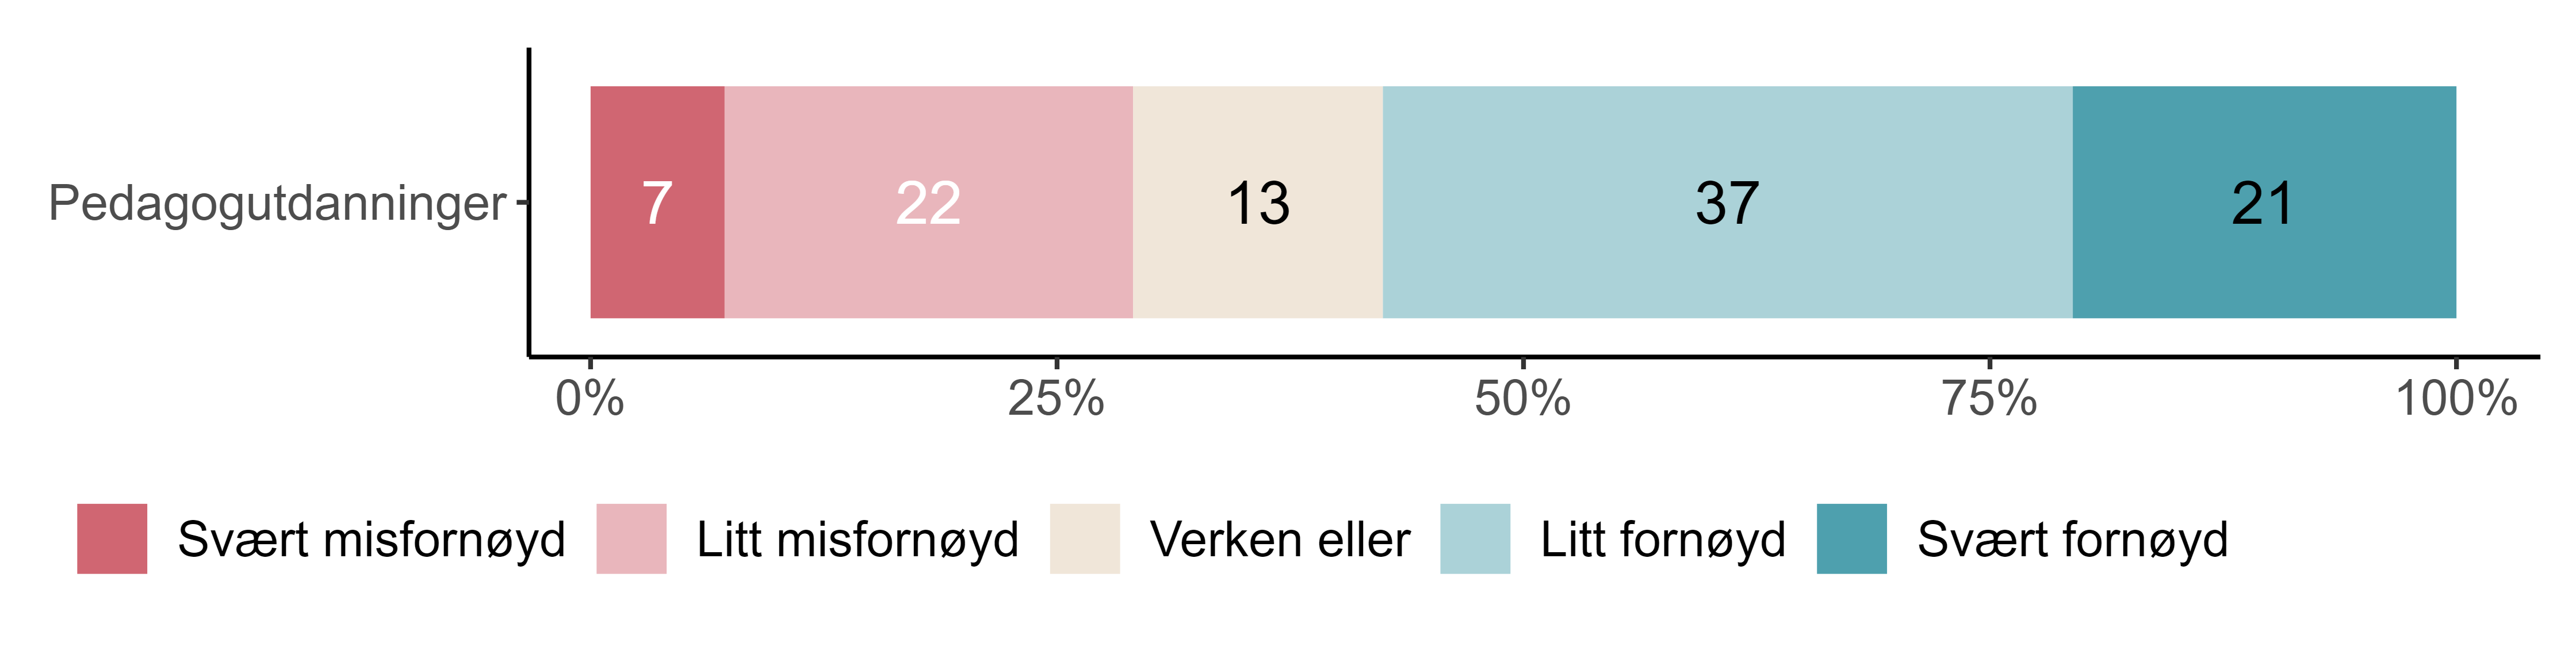 Pedagogutdanninger 7 22 13 37 21
0% 25% 50% 75% 100%
Svært misfornøyd Litt misfornøyd Verken eller Litt fornøyd Svært fornøyd